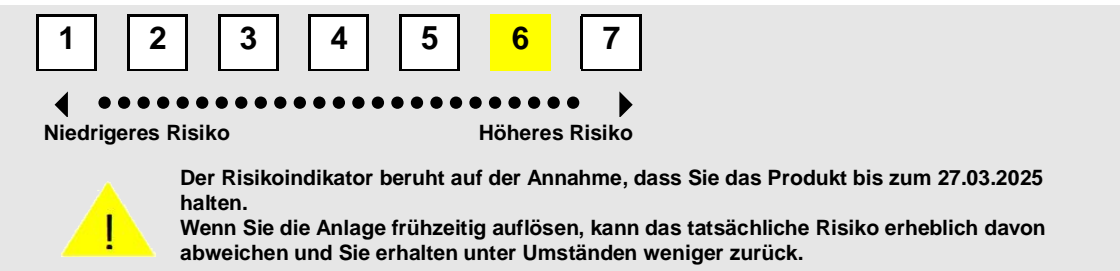 1 2 3 4 5 6 7
Niedrigeres Risiko Höheres Risiko
Der Risikoindikator beruht auf der Annahme, dass Sie das Produkt bis zum 27.03.2025
halten.
Wenn Sie die Anlage frühzeitig auflösen, kann das tatsächliche Risiko erheblich davon
abweichen und Sie erhalten unter Umständen weniger zurück.
!